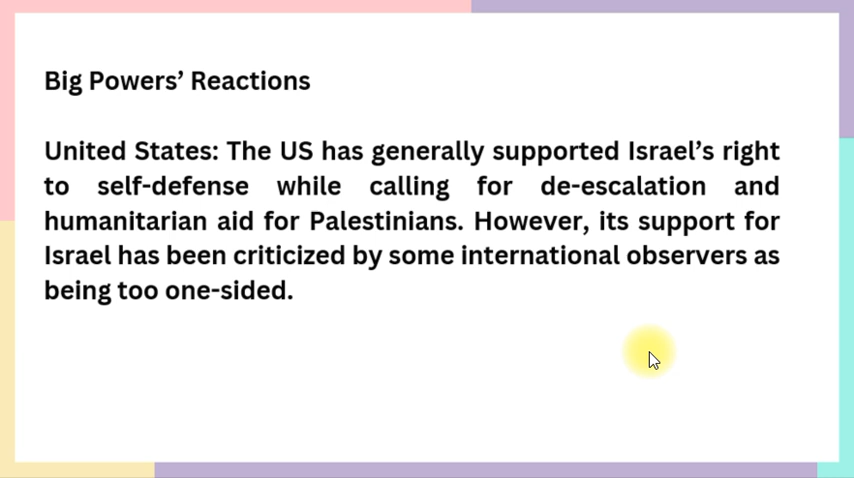 Big Powers’ Reactions
United States: The US has generally supported Israel’s right
to self-defense while calling for de-escalation and
humanitarian aid for Palestinians. However, its support for
Israel has been criticized by some international observers as
being too one-sided.